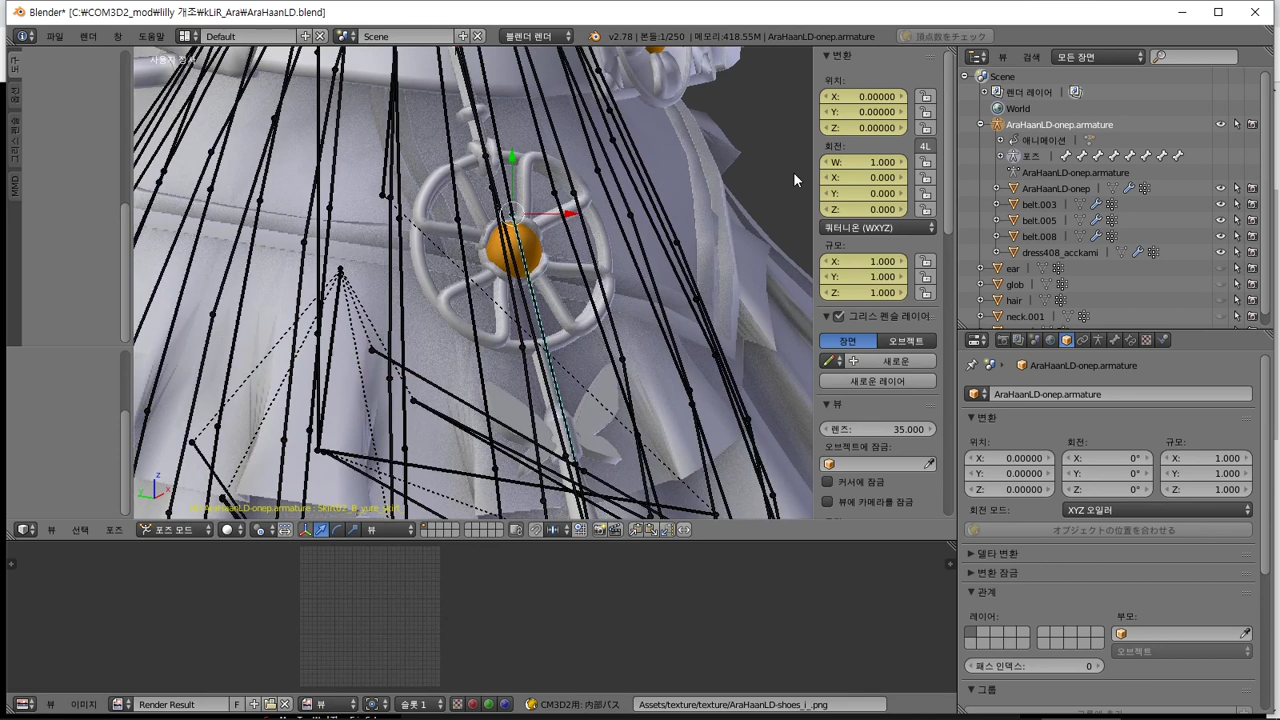 Blender* [C:₩COM3D2_mod₩lilly 개조₩kLiR_Ara₩AraHaanLD.blend]
파일 렌더 윈도우 도움말 Default Scene 블렌더 렌더 v2.78 | 본들:1/250 | 메모리:418.55M | AraHaanLD-onep.armature 頂点数をチェック
변환
위치:
X: 0.00000
Y: 0.00000
Z: 0.00000
회전: 4L
W: 1.000
X: 0.000
Y: 0.000
Z: 0.000
쿼터니온 (WXYZ)
규모:
X: 1.000
Y: 1.000
Z: 1.000
그리스 펜슬 레이어
장면 오브젝트
새로운
새로운 레이어
뷰
렌즈: 35.000
오브젝트에 잠금:
커서에 잠금
뷰에 카메라를 잠금
MMD
뷰 선택 포즈 포즈 모드 뷰
뷰 검색 모든 장면
Scene
렌더 레이어
World
AraHaanLD-onep.armature
애니메이션
포즈
AraHaanLD-onep.armature
AraHaanLD-onep
belt.003
belt.005
belt.008
dress408_acckami
ear
glob
hair
neck.001
AraHaanLD-onep.armature
AraHaanLD-onep.armature
변환
위치: 회전: 규모:
X: 0.00000 X: 0° X: 1.000
Y: 0.00000 Y: 0° Y: 1.000
Z: 0.00000 Z: 0° Z: 1.000
회전 모드: XYZ 오일러
オブジェクトの位置を合わせる
델타 변환
변환 잠금
관계
레이어: 부모:
오브젝트
패스 인덱스: 0
그룹
뷰 이미지 Render Result F 뷰 슬롯 1 CM3D2用: 内部パス Assets/texture/texture/AraHaanLD-shoes_i_.png